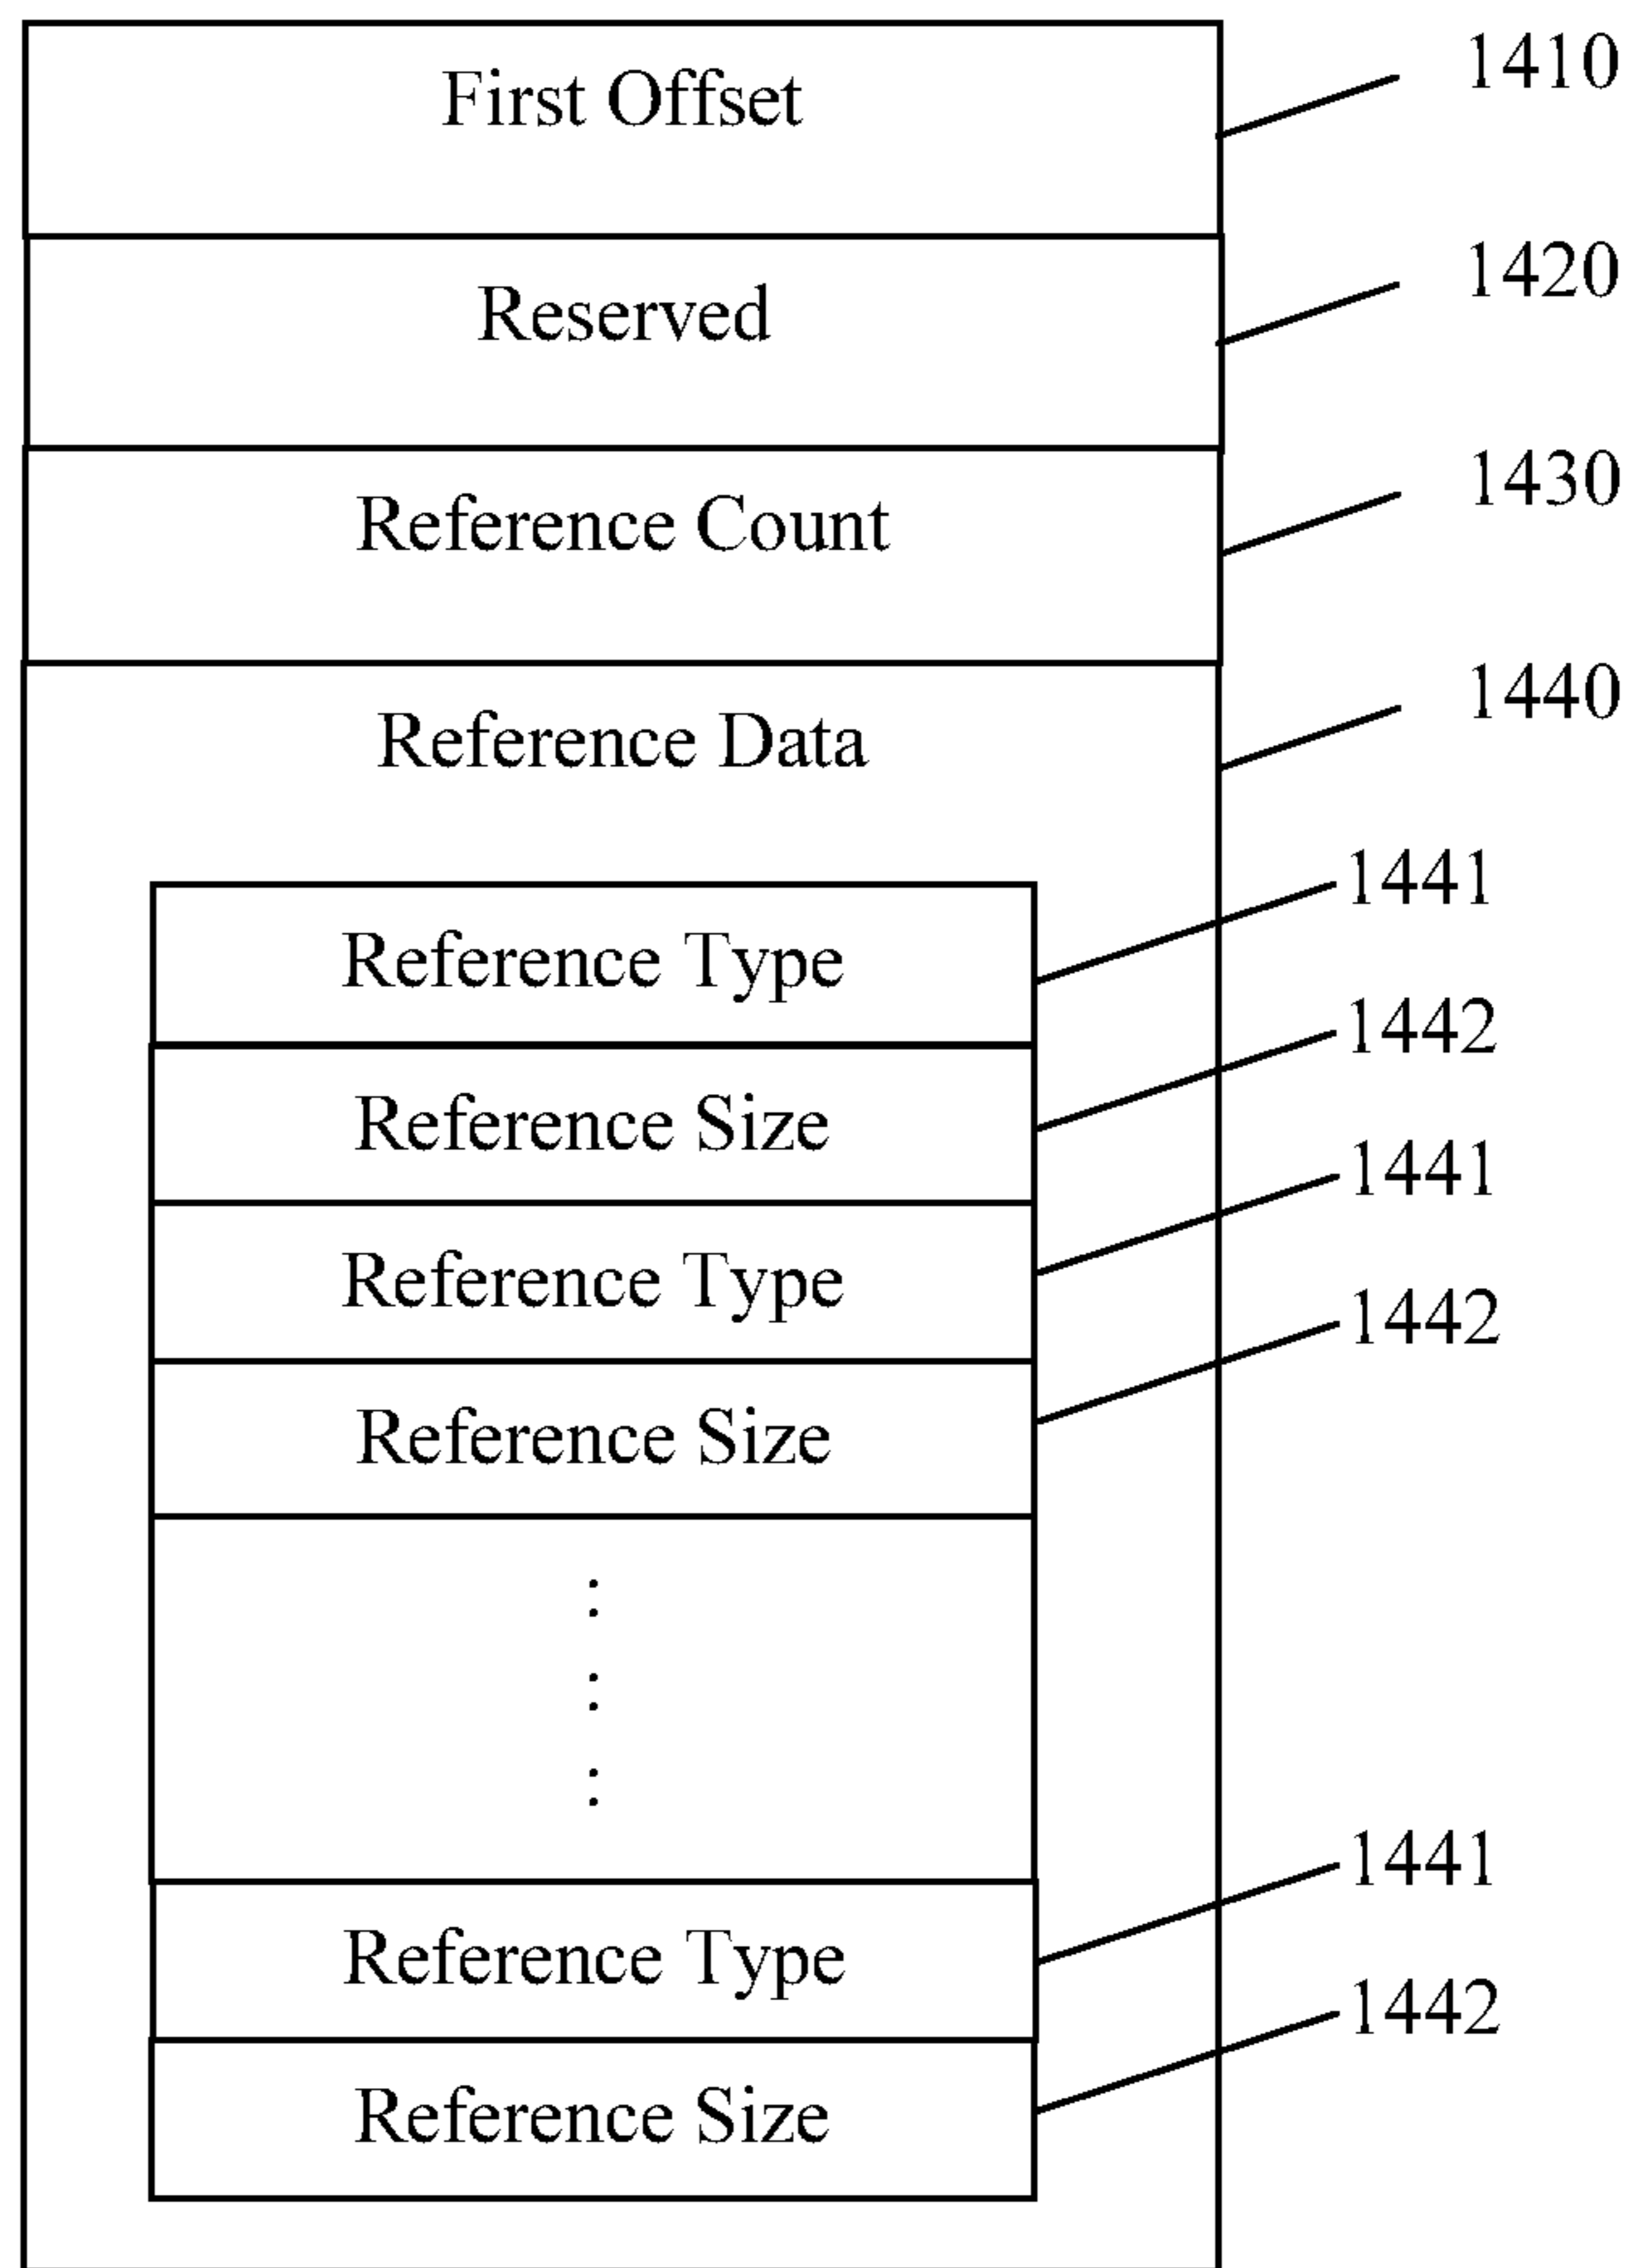 First Offset 1410
Reserved 1420
Reference Count 1430
Reference Data 1440
Reference Type 1441
Reference Size 1442
Reference Type 1441
Reference Size 1442
:
:
:
Reference Type 1441
Reference Size 1442